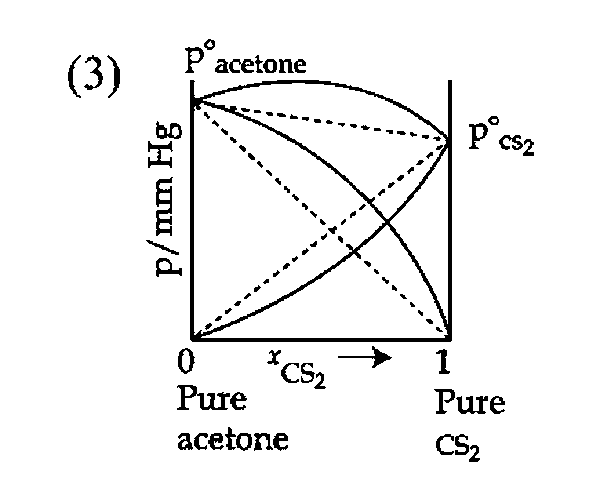 (3)
p°acetone
p°CS₂
p/mm Hg
0
xCS₂ →
1
Pure
acetone
Pure
CS₂